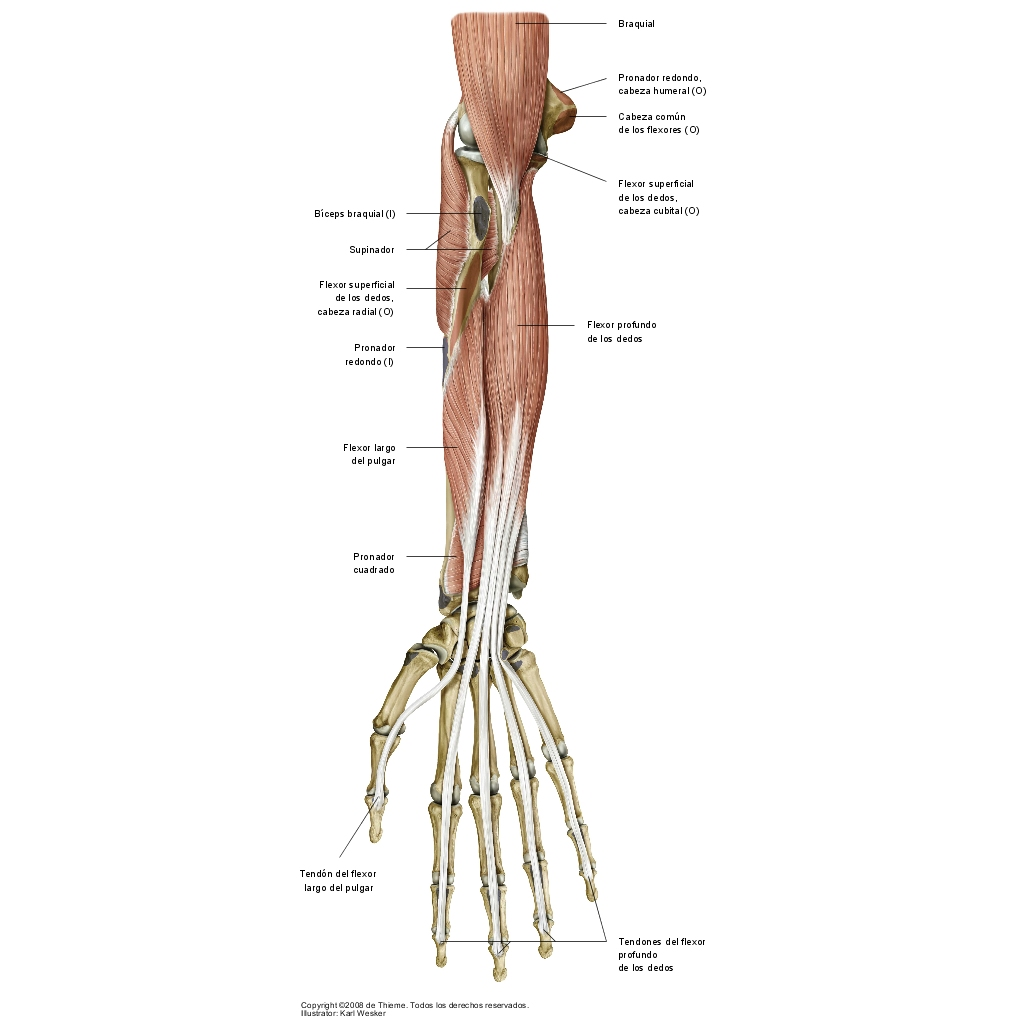 Braquial
Pronador redondo,
cabeza humeral (O)
Cabeza común
de los flexores (O)
Flexor superficial
de los dedos,
cabeza cubital (O)
Bíceps braquial (I)
Supinador
Flexor superficial
de los dedos,
cabeza radial (O)
Flexor profundo
de los dedos
Pronador
redondo (I)
Flexor largo
del pulgar
Pronador
cuadrado
Tendón del flexor
largo del pulgar
Tendones del flexor
profundo
de los dedos
Copyright ©2008 de Thieme. Todos los derechos reservados.
Illustrator: Karl Wesker